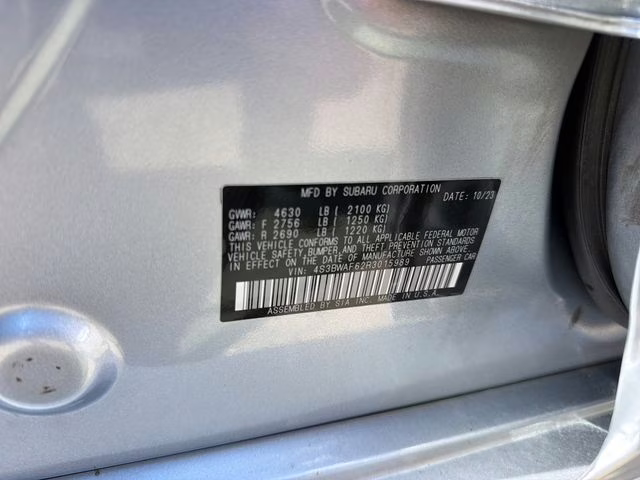 MFD BY SUBARU CORPORATION DATE: 10/23
GVWR: 4630 LB ( 2100 KG)
GAWR: F 2756 LB ( 1250 KG)
GAWR: R 2690 LB ( 1220 KG)
THIS VEHICLE CONFORMS TO ALL APPLICABLE FEDERAL MOTOR
VEHICLE SAFETY,BUMPER, AND THEFT PREVENTION STANDARDS
IN EFFECT ON THE DATE OF MANUFACTURE SHOWN ABOVE.
VIN: 4S3BWAF62R3015989 PASSENGER CAR
ASSEMBLED BY SIA INC. MADE IN U.S.A.